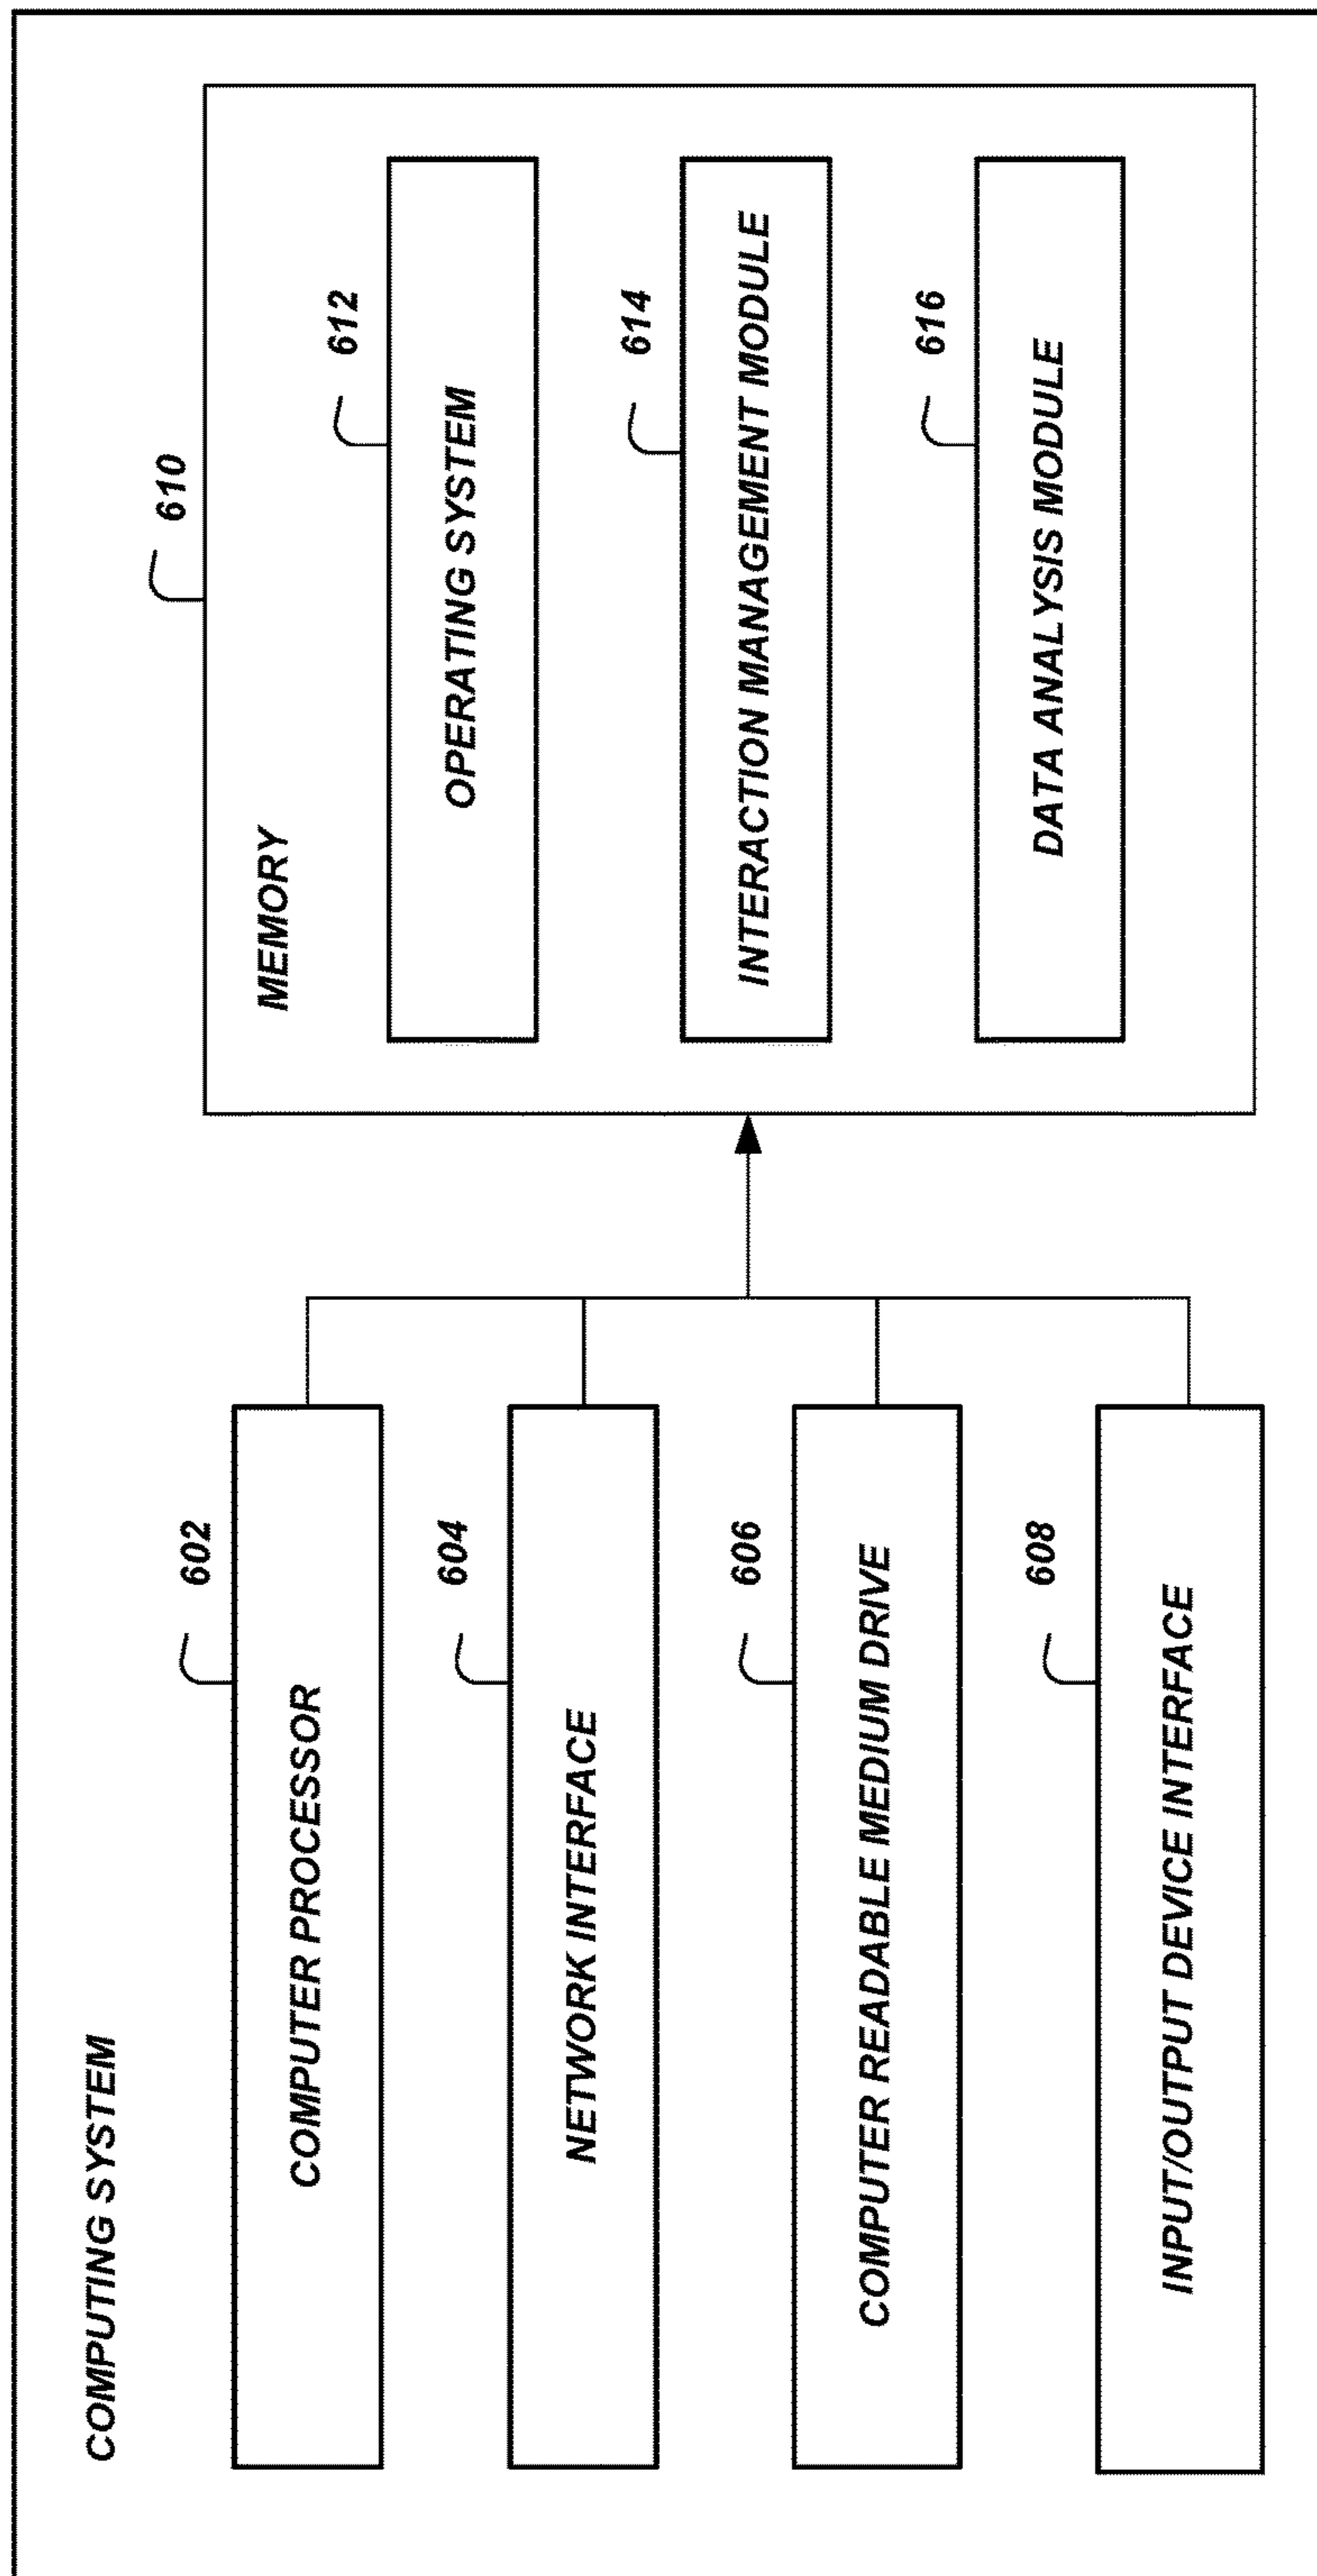 COMPUTING SYSTEM
602
COMPUTER PROCESSOR
604
NETWORK INTERFACE
606
COMPUTER READABLE MEDIUM DRIVE
608
INPUT/OUTPUT DEVICE INTERFACE
610
MEMORY
612
OPERATING SYSTEM
614
INTERACTION MANAGEMENT MODULE
616
DATA ANALYSIS MODULE